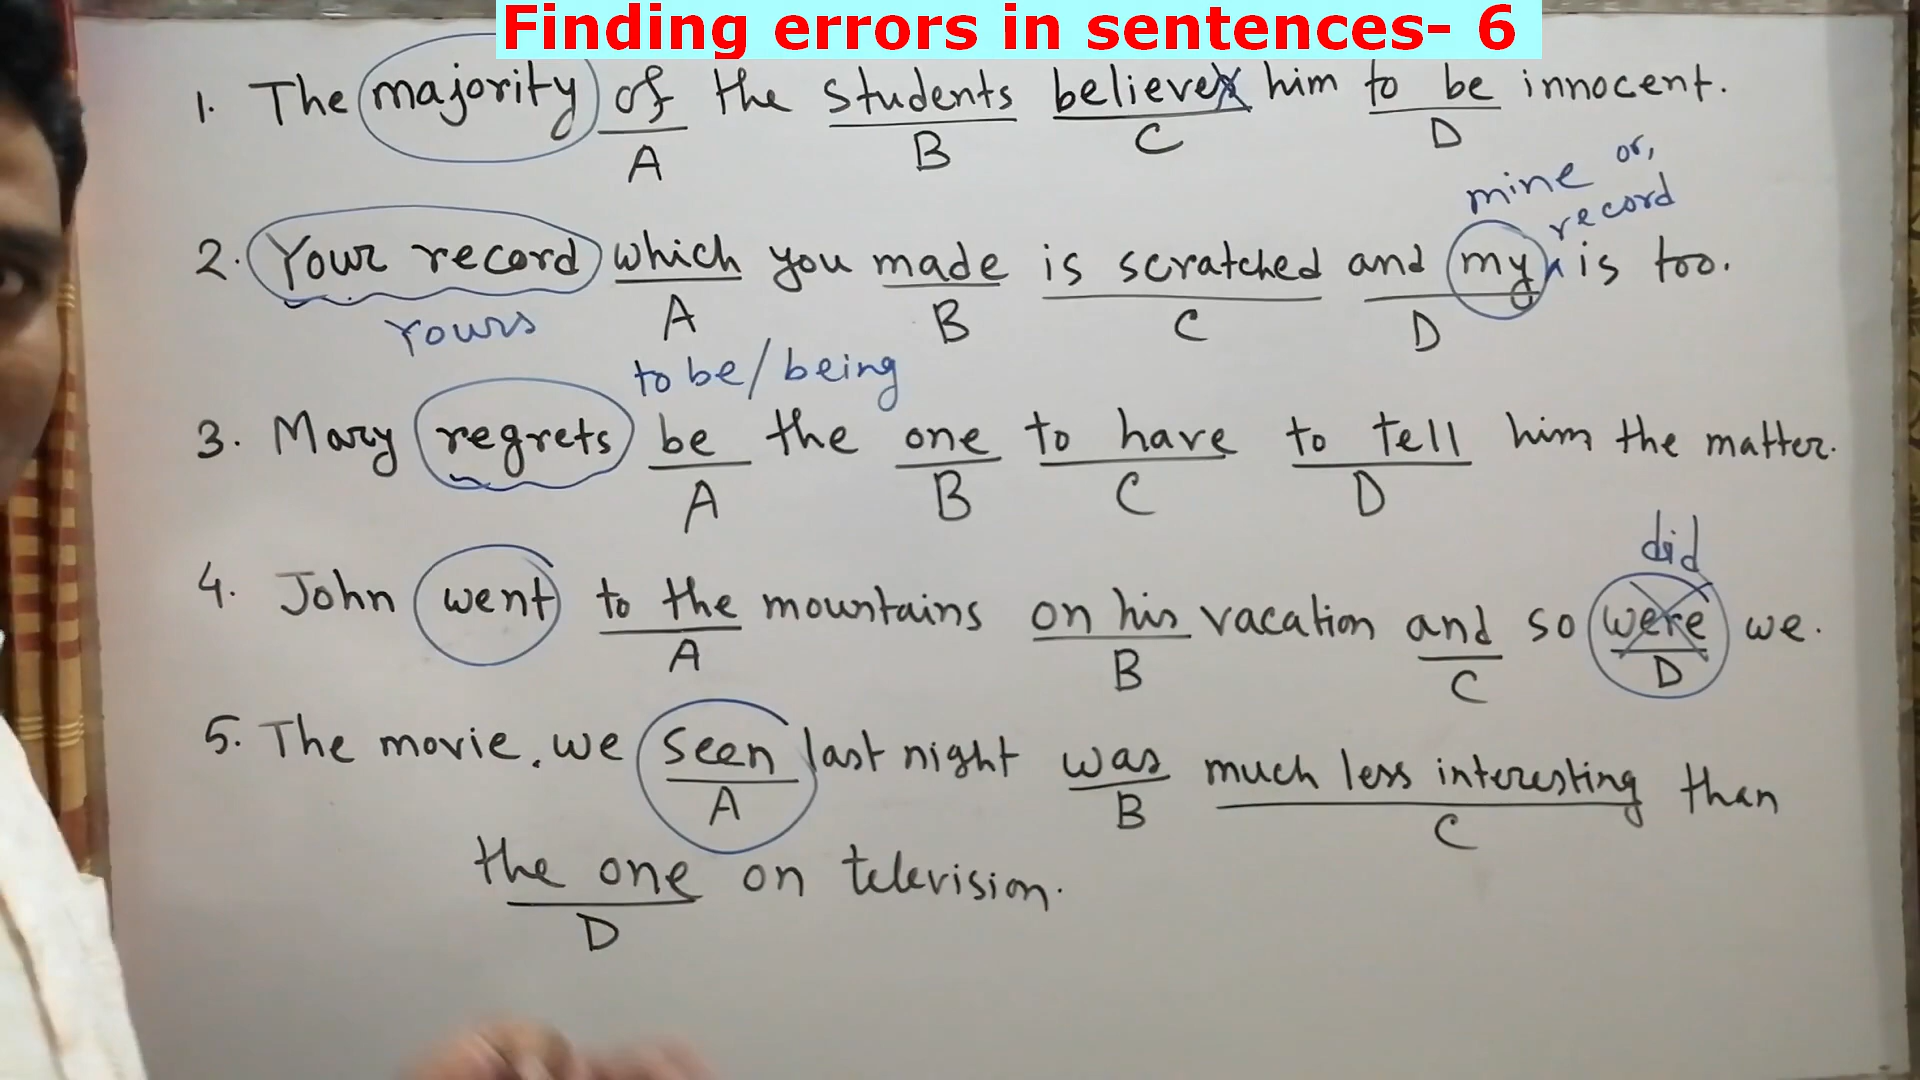 Finding errors in sentences- 6
1. The majority of the students believex him to be innocent.
A B C D
mine or,
record
2. Your record which you made is scratched and my ʌ is too.
Yours A B C D
to be/being
3. Mary regrets be the one to have to tell him the matter.
A B C D
did
4. John went to the mountains on his vacation and so were we.
A B C D
5. The movie we seen last night was much less interesting than
A B C
the one on television.
D